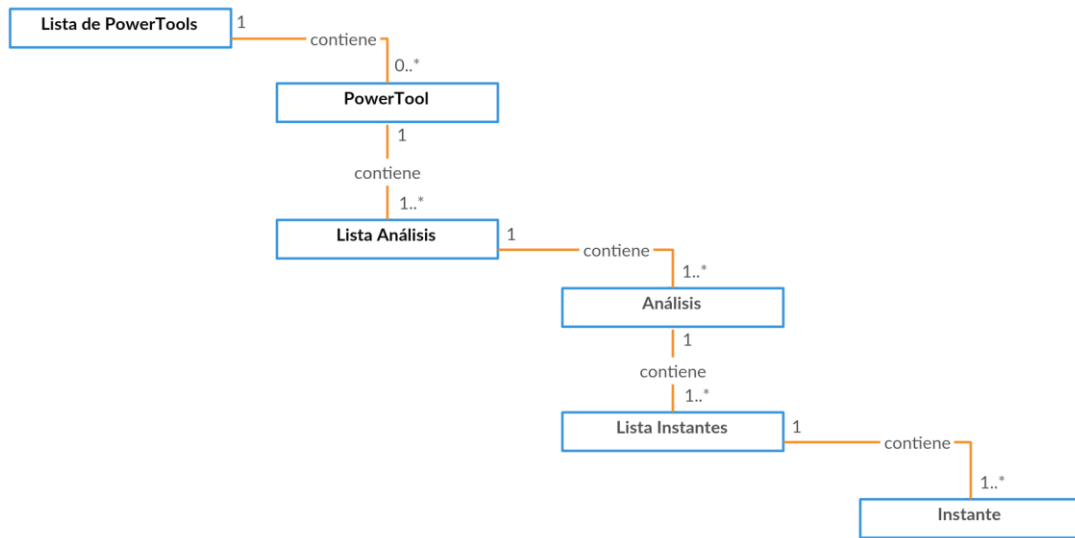 Lista de PowerTools
1
contiene
0..*
PowerTool
1
contiene
1..*
Lista Análisis
1
contiene
1..*
Análisis
1
contiene
1..*
Lista Instantes
1
contiene
1..*
Instante